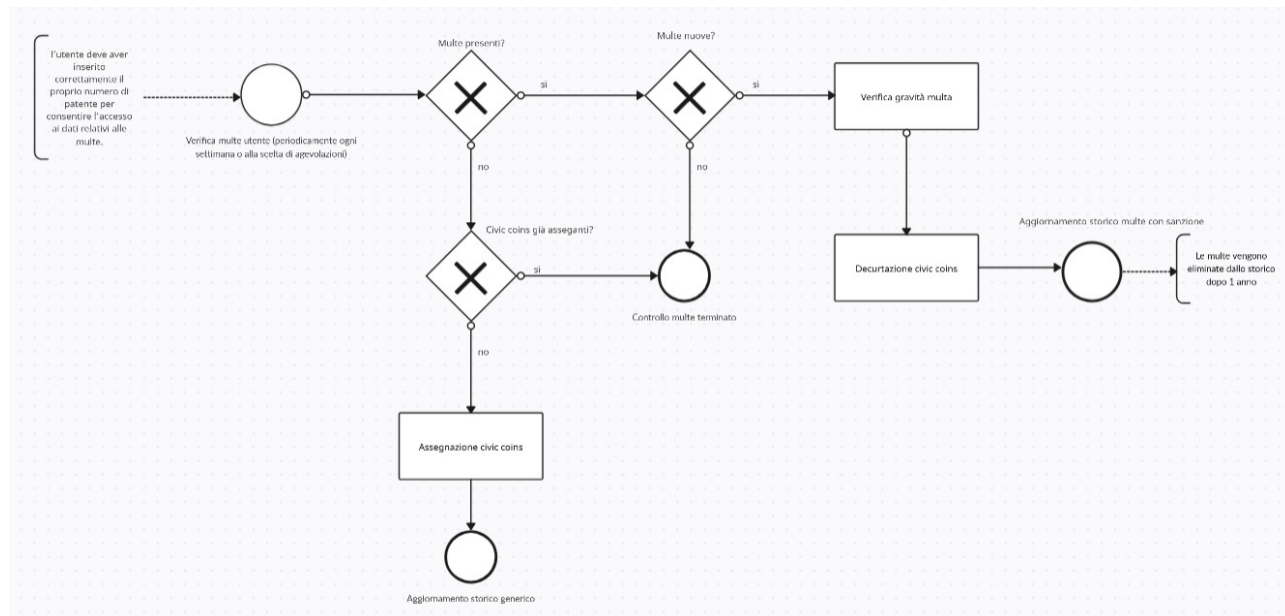 l'utente deve aver
inserito
correttamente il
proprio numero di
patente per
consentire l'accesso
ai dati relativi alle
multe.
Verifica multe utente (periodicamente ogni
settimana o alla scelta di agevolazioni)
Multe presenti?
sì
no
Multe nuove?
sì
no
Verifica gravità multa
Decurtazione civic coins
Aggiornamento storico multe con sanzione
Le multe vengono
eliminate dallo storico
dopo 1 anno
Civic coins già asseganti?
sì
no
Controllo multe terminato
Assegnazione civic coins
Aggiornamento storico generico